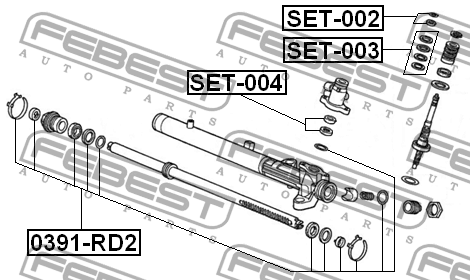 SET-002
SET-003
SET-004
0391-RD2
FEBEST
AUTO PARTS
FEBEST
AUTO PARTS
FEBEST
AUTO PARTS
FEBEST
AUTO PARTS